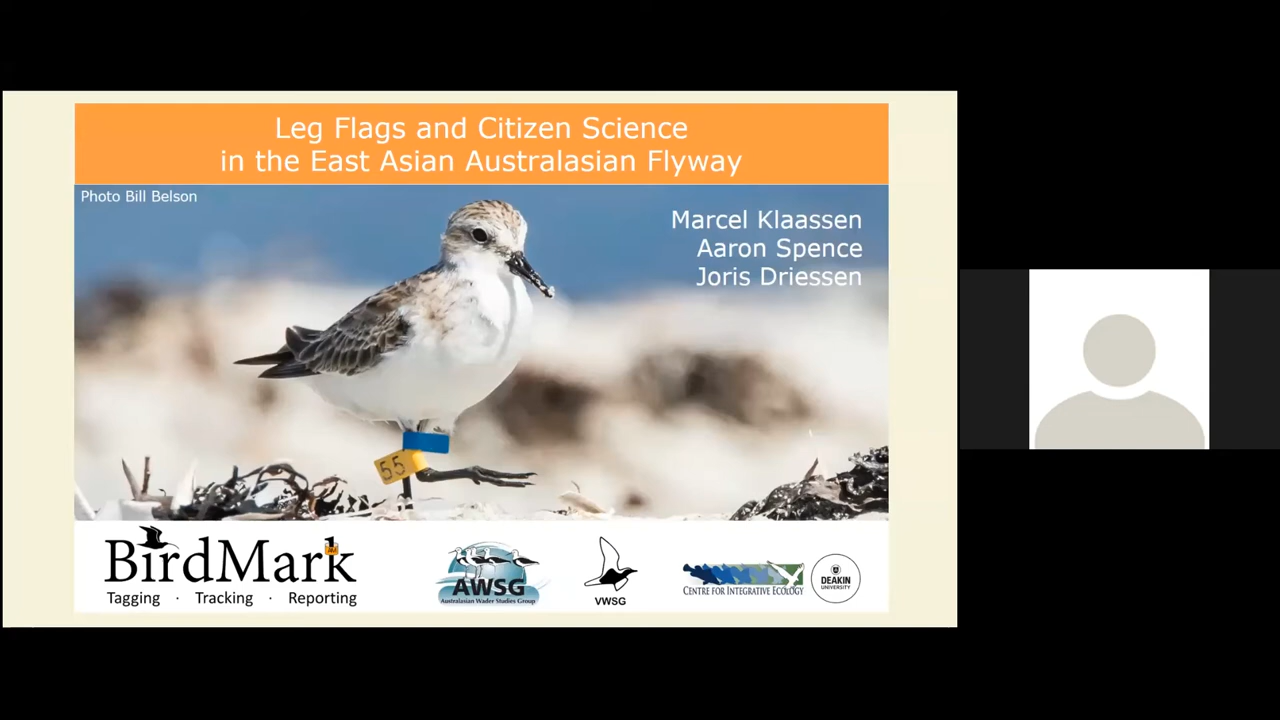 Leg Flags and Citizen Science
in the East Asian Australasian Flyway
Photo Bill Belson
Marcel Klaassen
Aaron Spence
Joris Driessen
55
BirdMark
Tagging · Tracking · Reporting
AWSG
Australasian Wader Studies Group
VWSG
CENTRE FOR INTEGRATIVE ECOLOGY
DEAKIN
UNIVERSITY